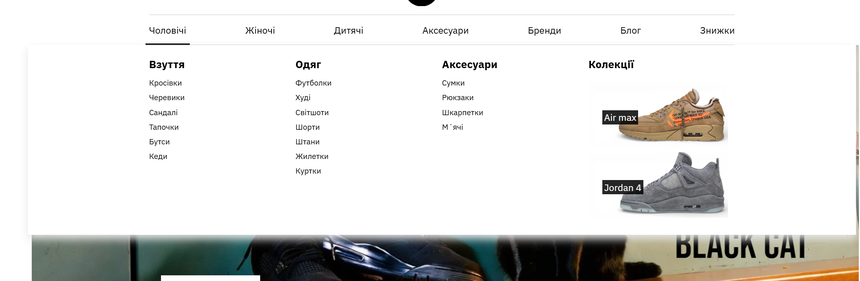 Чоловічі Жіночі Дитячі Аксесуари Бренди Блог Знижки
Взуття
Кросівки
Черевики
Сандалі
Тапочки
Бутси
Кеди
Одяг
Футболки
Худі
Світшоти
Шорти
Штани
Жилетки
Куртки
Аксесуари
Сумки
Рюкзаки
Шкарпетки
М´ячі
Колекції
Air max
Jordan 4
BLACK CAT